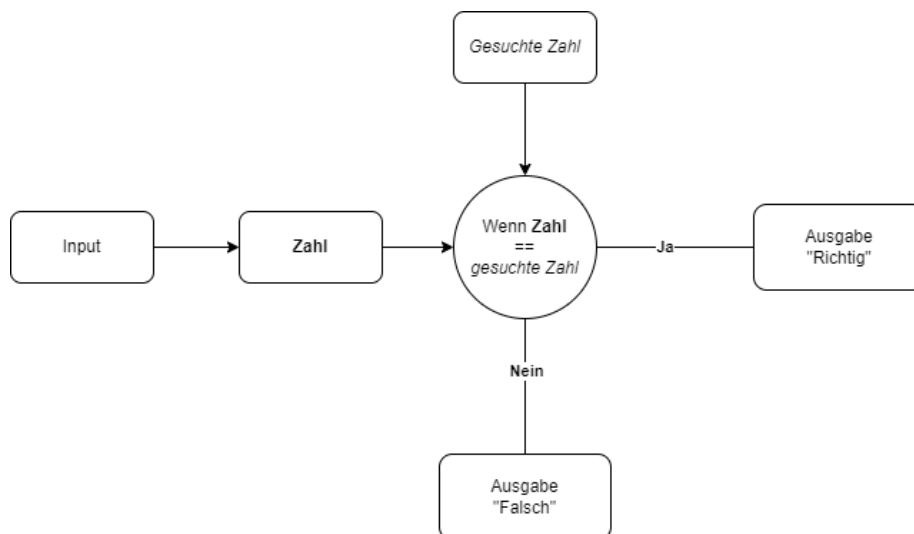 Gesuchte Zahl
Input
Zahl
Wenn Zahl
==
gesuchte Zahl
Ja
Ausgabe
"Richtig"
Nein
Ausgabe
"Falsch"